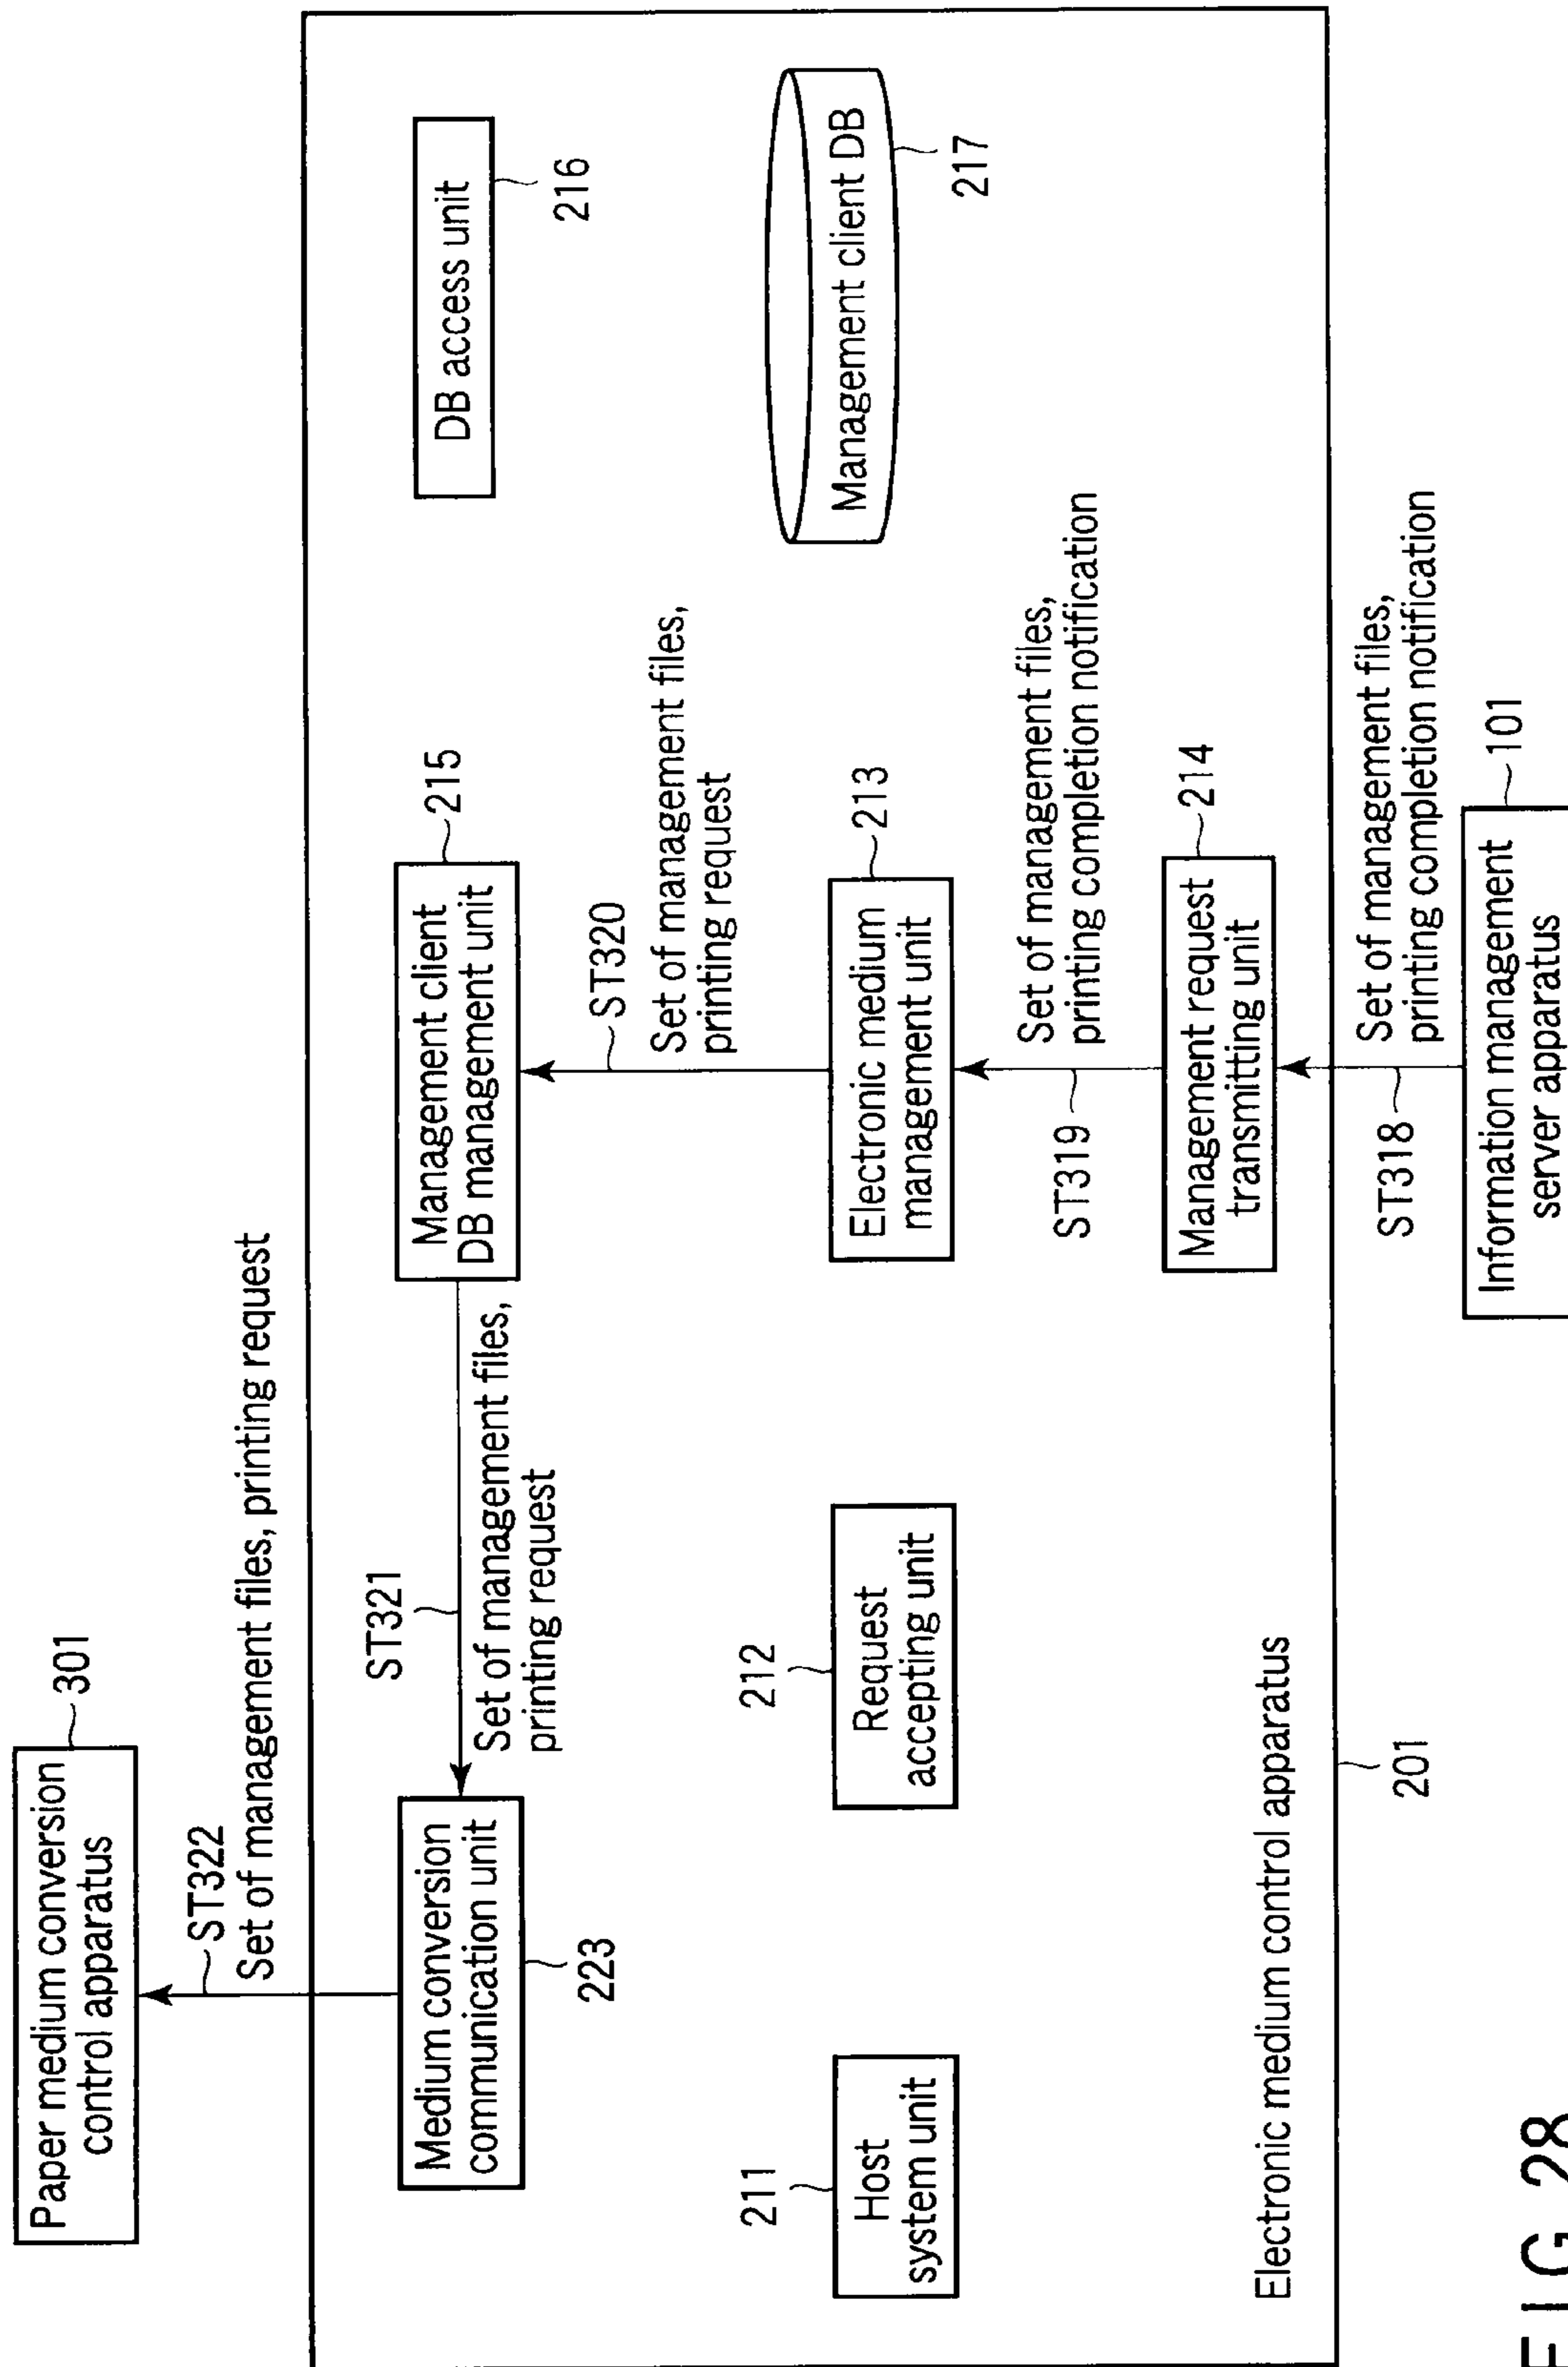 Paper medium conversion
control apparatus
301
ST322
Set of management files, printing request
Medium conversion
communication unit
223
ST321
Set of management files,
printing request
Management client
DB management unit
215
DB access unit
216
ST320
Set of management files,
printing request
211
Host
system unit
212
Request
accepting unit
Electronic medium
management unit
213
Management client DB
217
ST319
Set of management files,
printing completion notification
Management request
transmitting unit
214
Electronic medium control apparatus
201
ST318
Set of management files,
printing completion notification
Information management
server apparatus
101
FIG. 28